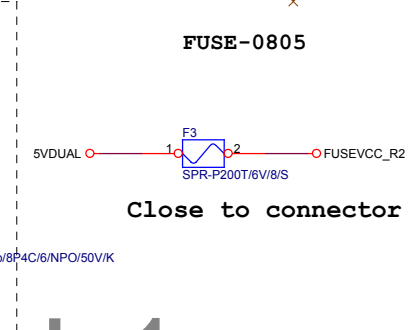 FUSE-0805
F3
5VDUAL 1 2 FUSEVCC_R2
SPR-P200T/6V/8/S
Close to connector
/8P4C/6/NPO/50V/K